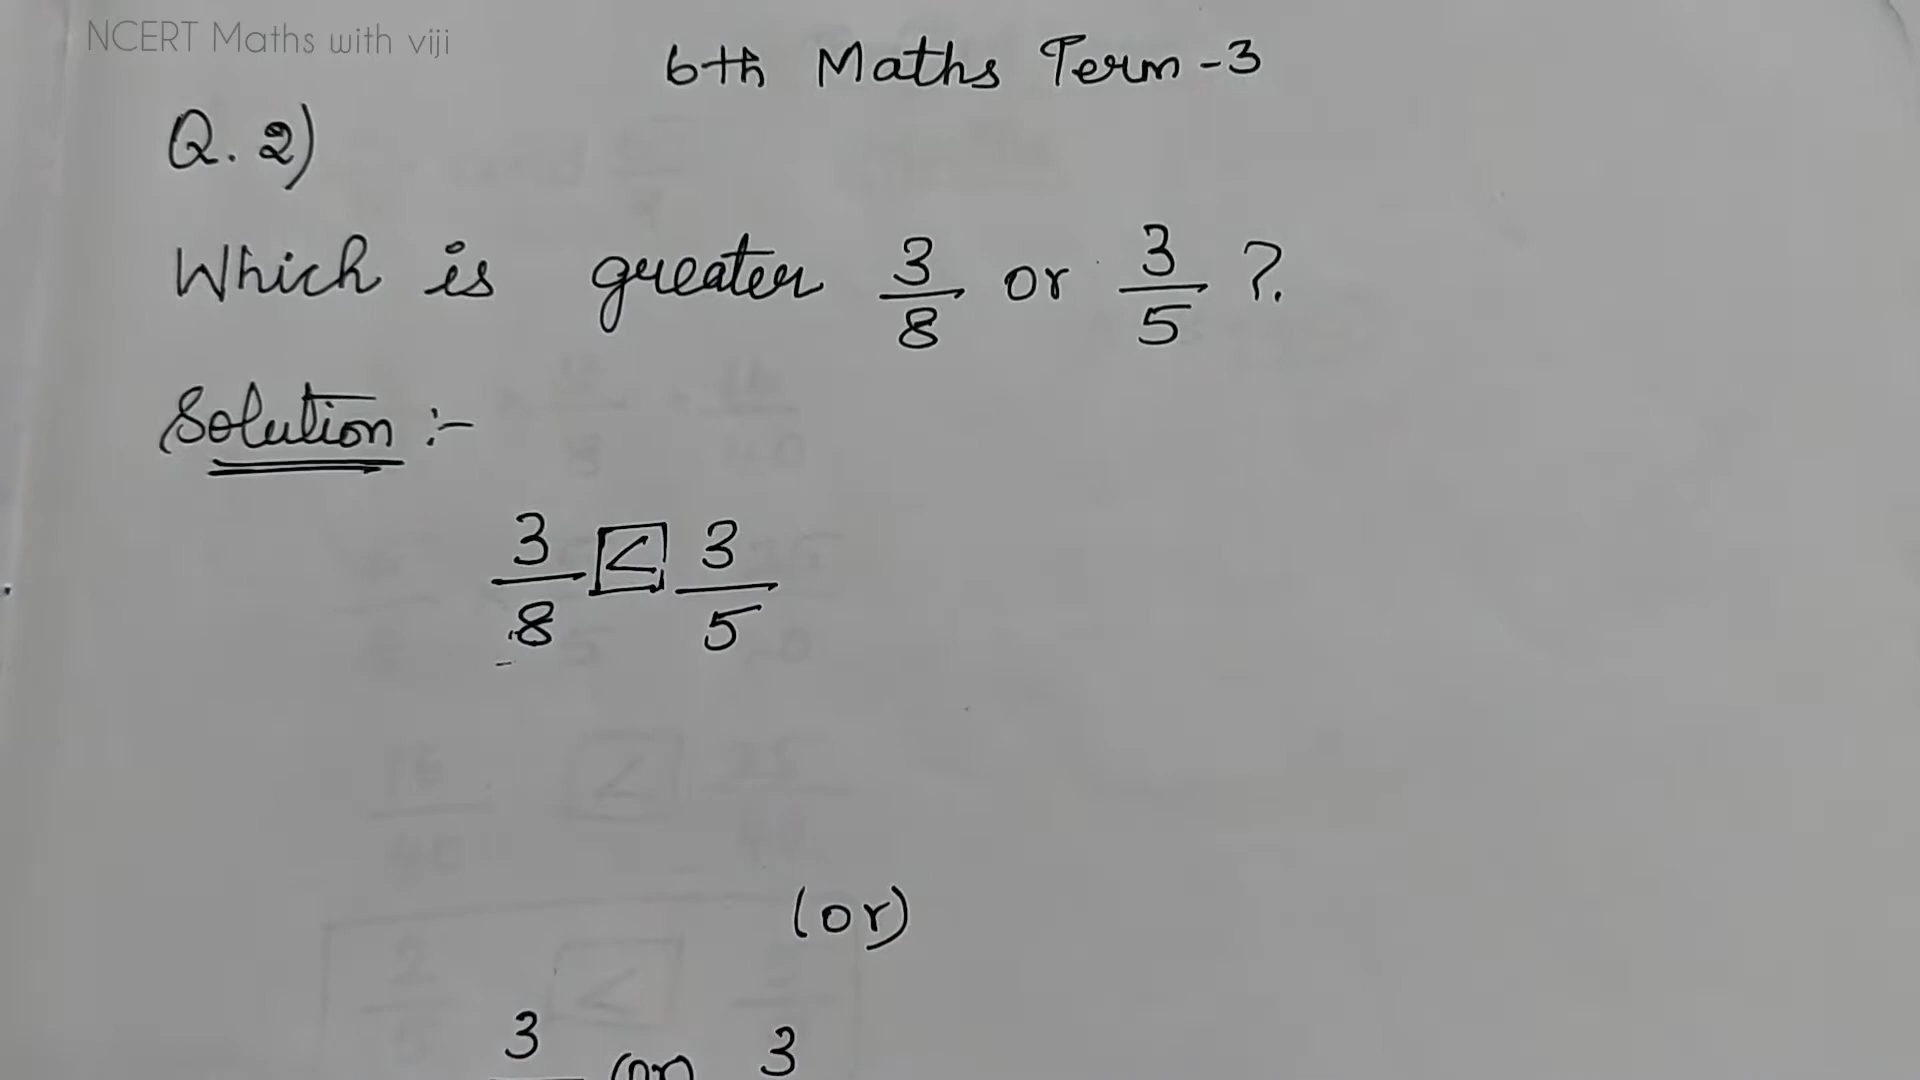 NCERT Maths with viji
6th Maths Term - 3
Q. 2)
Which is greater 3/8 or 3/5 ?
Solution :-
3/8 < 3/5
(or)
3 (or) 3